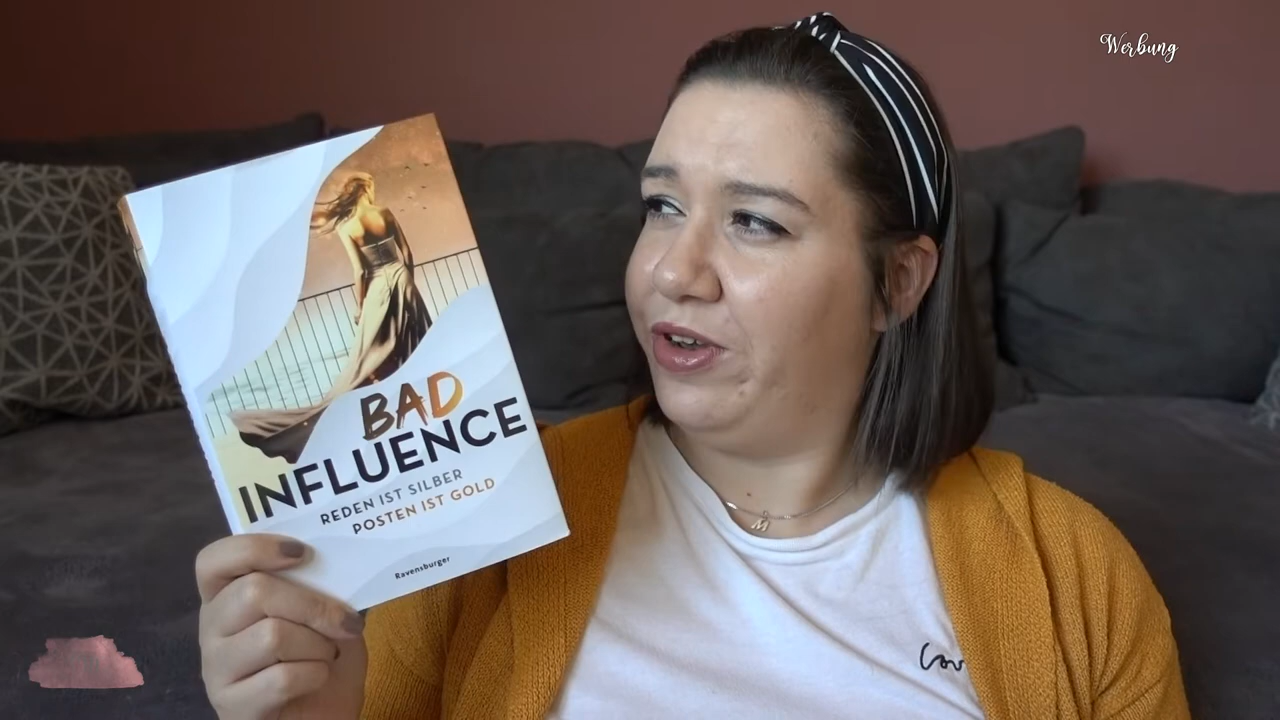 Werbung
BAD
INFLUENCE
REDEN IST SILBER
POSTEN IST GOLD
Ravensburger
M